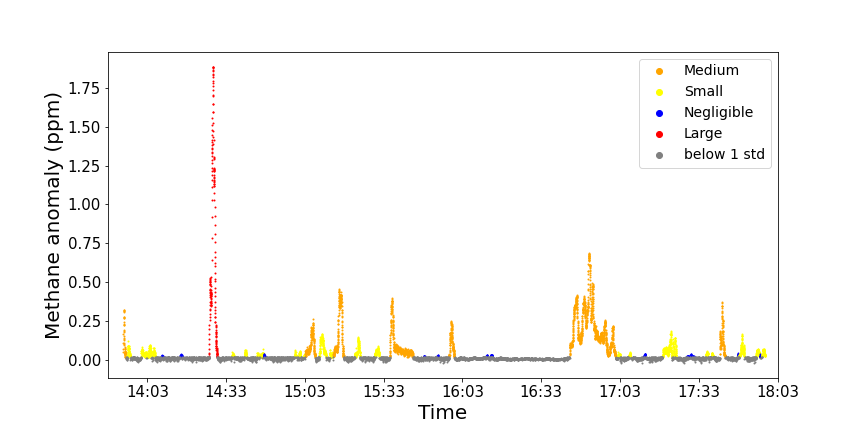 Methane anomaly (ppm)
1.75
1.50
1.25
1.00
0.75
0.50
0.25
0.00
Medium
Small
Negligible
Large
below 1 std
14:03 14:33 15:03 15:33 16:03 16:33 17:03 17:33 18:03
Time